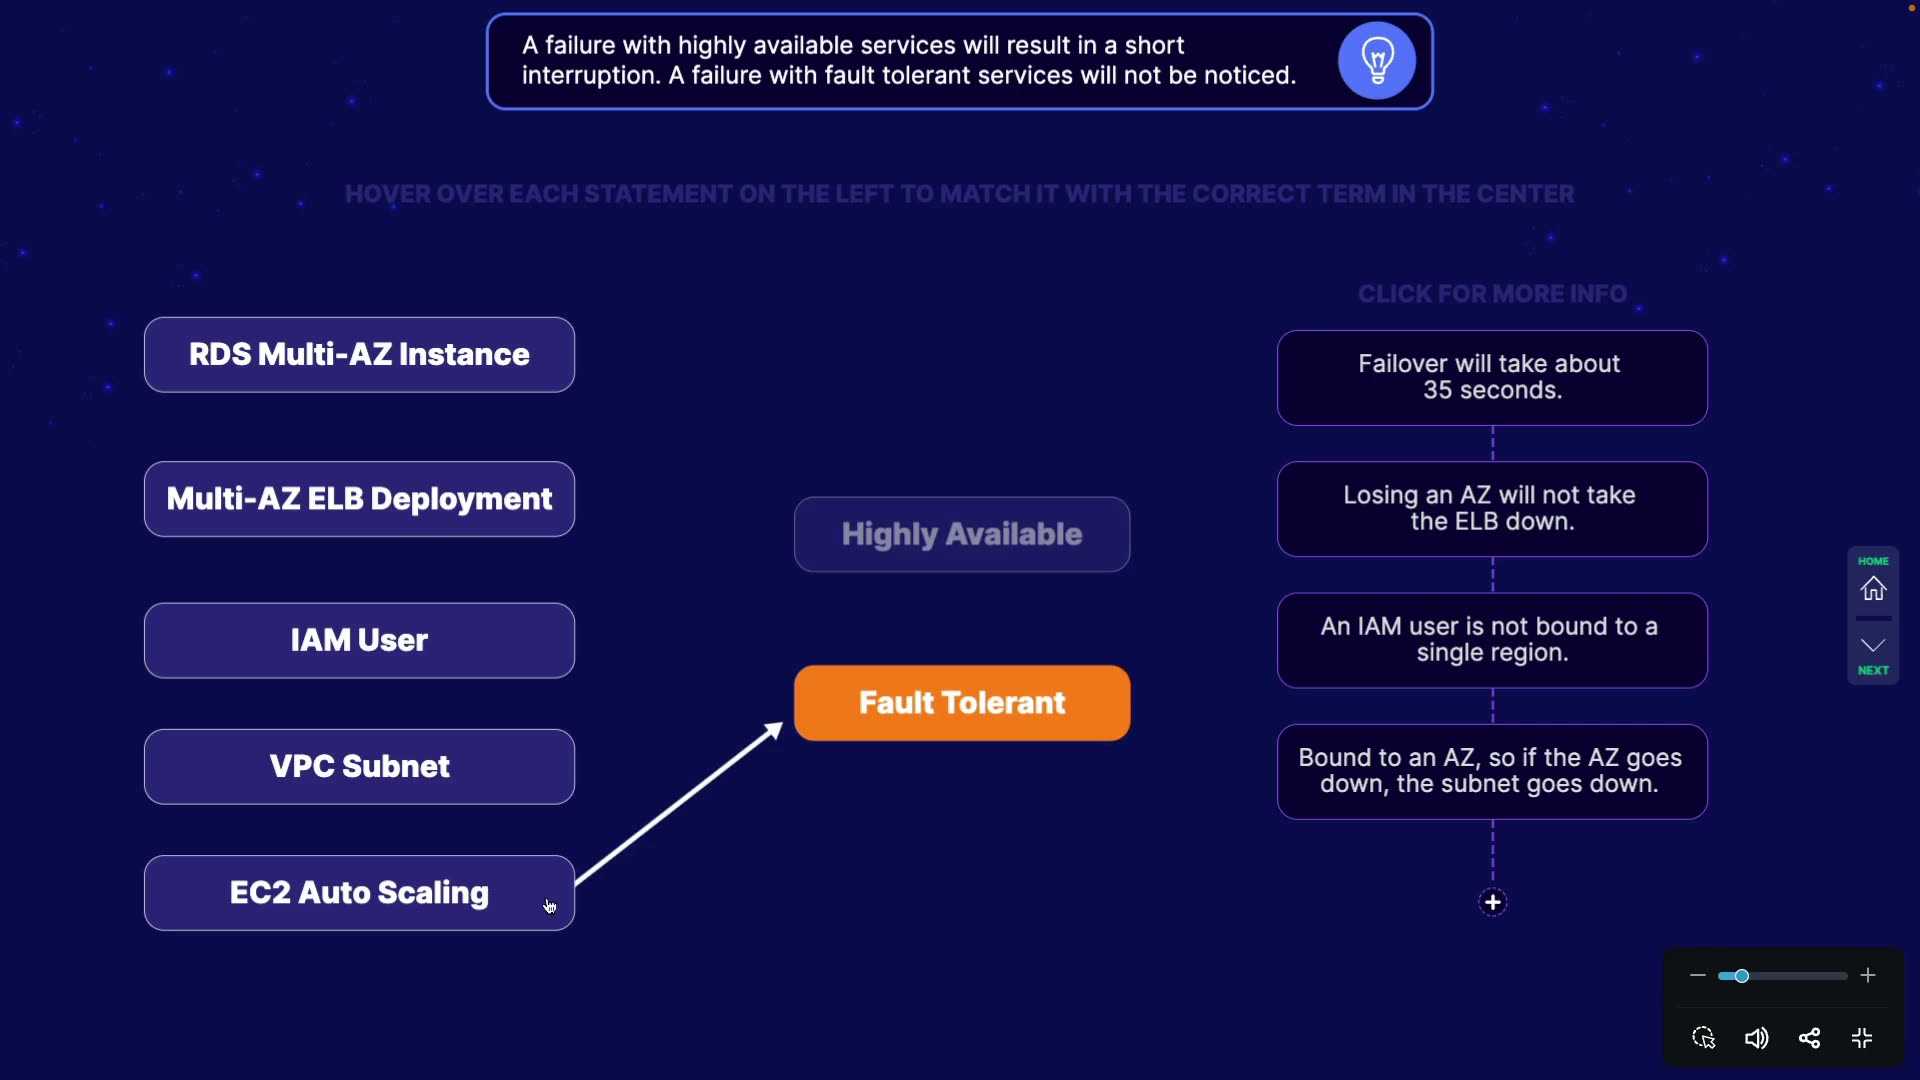 A failure with highly available services will result in a short
interruption. A failure with fault tolerant services will not be noticed.
HOVER OVER EACH STATEMENT ON THE LEFT TO MATCH IT WITH THE CORRECT TERM IN THE CENTER
RDS Multi-AZ Instance
Multi-AZ ELB Deployment
IAM User
VPC Subnet
EC2 Auto Scaling
Highly Available
Fault Tolerant
CLICK FOR MORE INFO
Failover will take about
35 seconds.
Losing an AZ will not take
the ELB down.
An IAM user is not bound to a
single region.
Bound to an AZ, so if the AZ goes
down, the subnet goes down.
HOME
NEXT